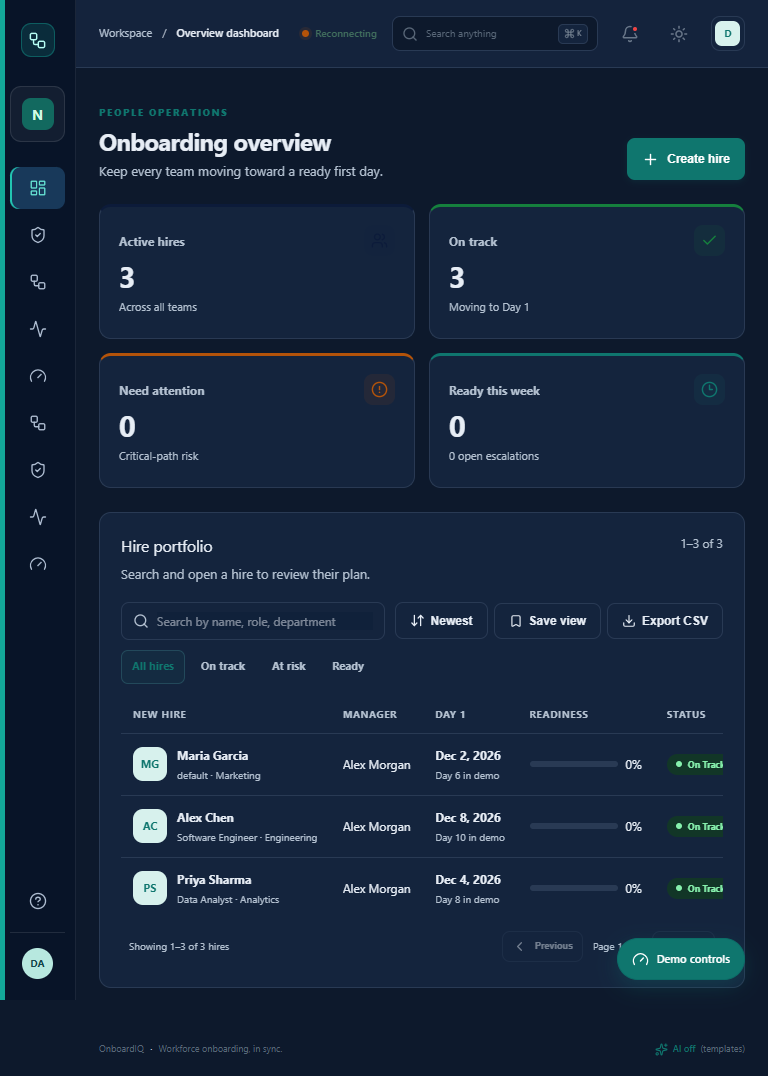 Workspace / Overview dashboard
Reconnecting
Search anything
⌘ K
D
N
PEOPLE OPERATIONS
Onboarding overview
Keep every team moving toward a ready first day.
Create hire
Active hires
3
Across all teams
On track
3
Moving to Day 1
Need attention
0
Critical-path risk
Ready this week
0
0 open escalations
Hire portfolio
1–3 of 3
Search and open a hire to review their plan.
Search by name, role, department
Newest
Save view
Export CSV
All hires
On track
At risk
Ready
NEW HIRE MANAGER DAY 1 READINESS STATUS
MG Maria Garcia Alex Morgan Dec 2, 2026 0% On Track
default · Marketing Day 6 in demo
AC Alex Chen Alex Morgan Dec 8, 2026 0% On Track
Software Engineer · Engineering Day 10 in demo
PS Priya Sharma Alex Morgan Dec 4, 2026 0% On Track
Data Analyst · Analytics Day 8 in demo
Showing 1–3 of 3 hires
Previous
Page 1
Demo controls
DA
OnboardIQ · Workforce onboarding, in sync.
AI off (templates)